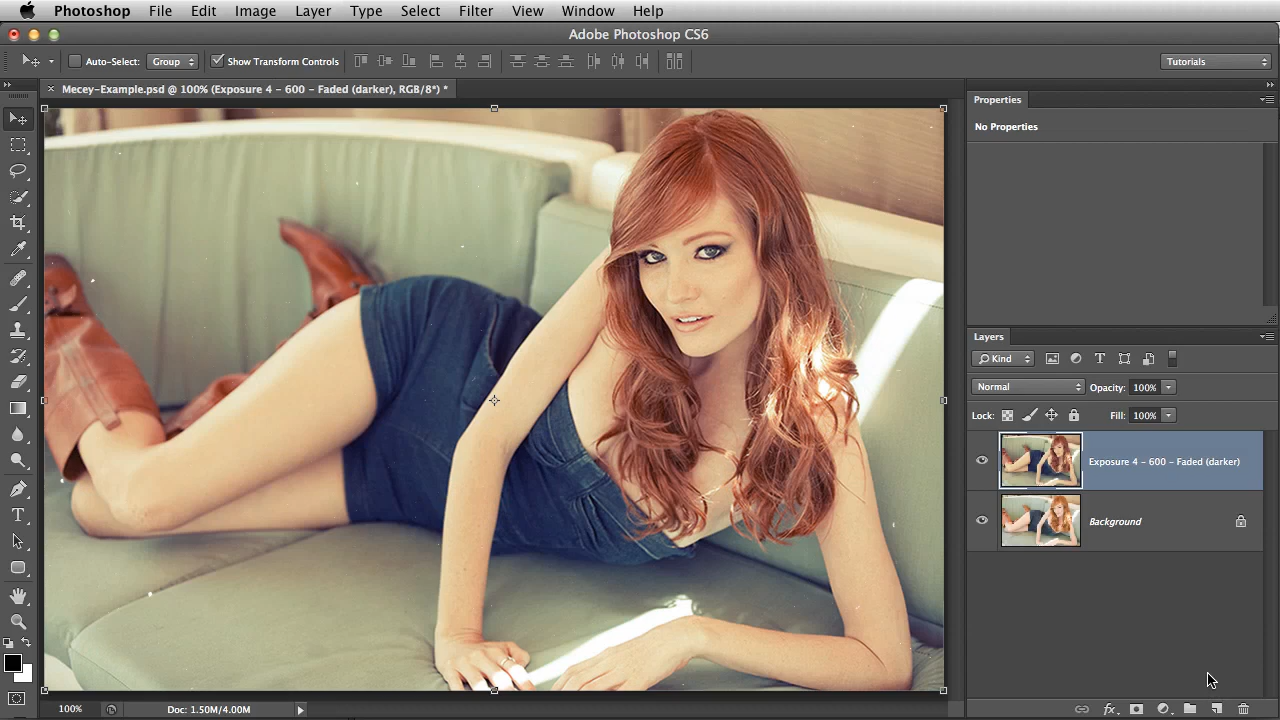 Photoshop File Edit Image Layer Type Select Filter View Window Help
Adobe Photoshop CS6
Auto-Select: Group Show Transform Controls Tutorials
× Mecey-Example.psd @ 100% (Exposure 4 - 600 - Faded (darker), RGB/8*) *
Properties
No Properties
Layers
Kind
Normal Opacity: 100%
Lock: Fill: 100%
Exposure 4 - 600 - Faded (darker)
Background
100% Doc: 1.50M/4.00M